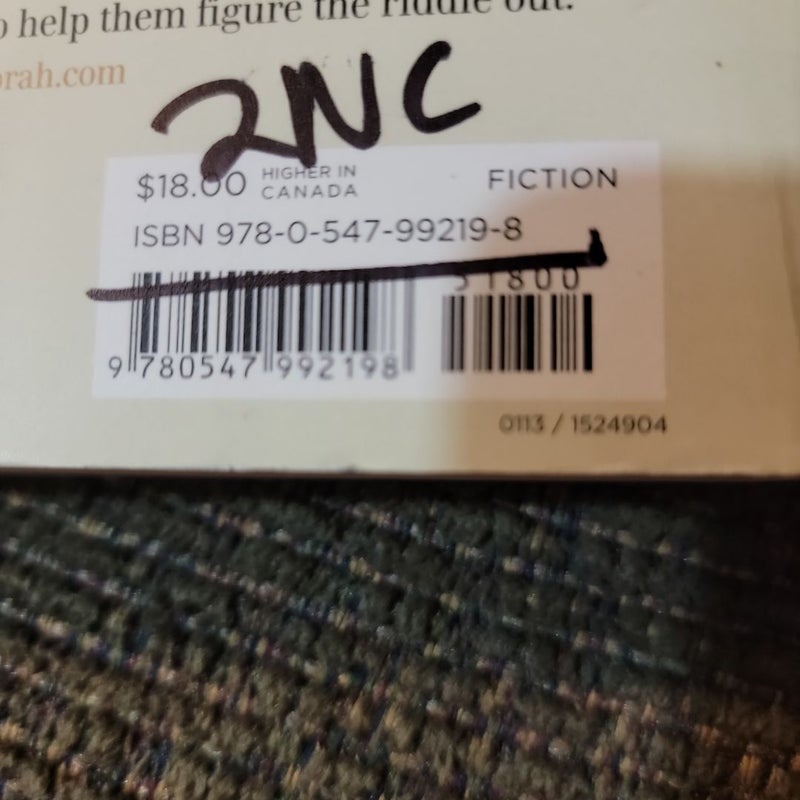 help them figure the riddle out.
rah.com
2NC
$18.00 HIGHER IN CANADA FICTION
ISBN 978-0-547-99219-8
51800
9 780547 992198
0113 / 1524904